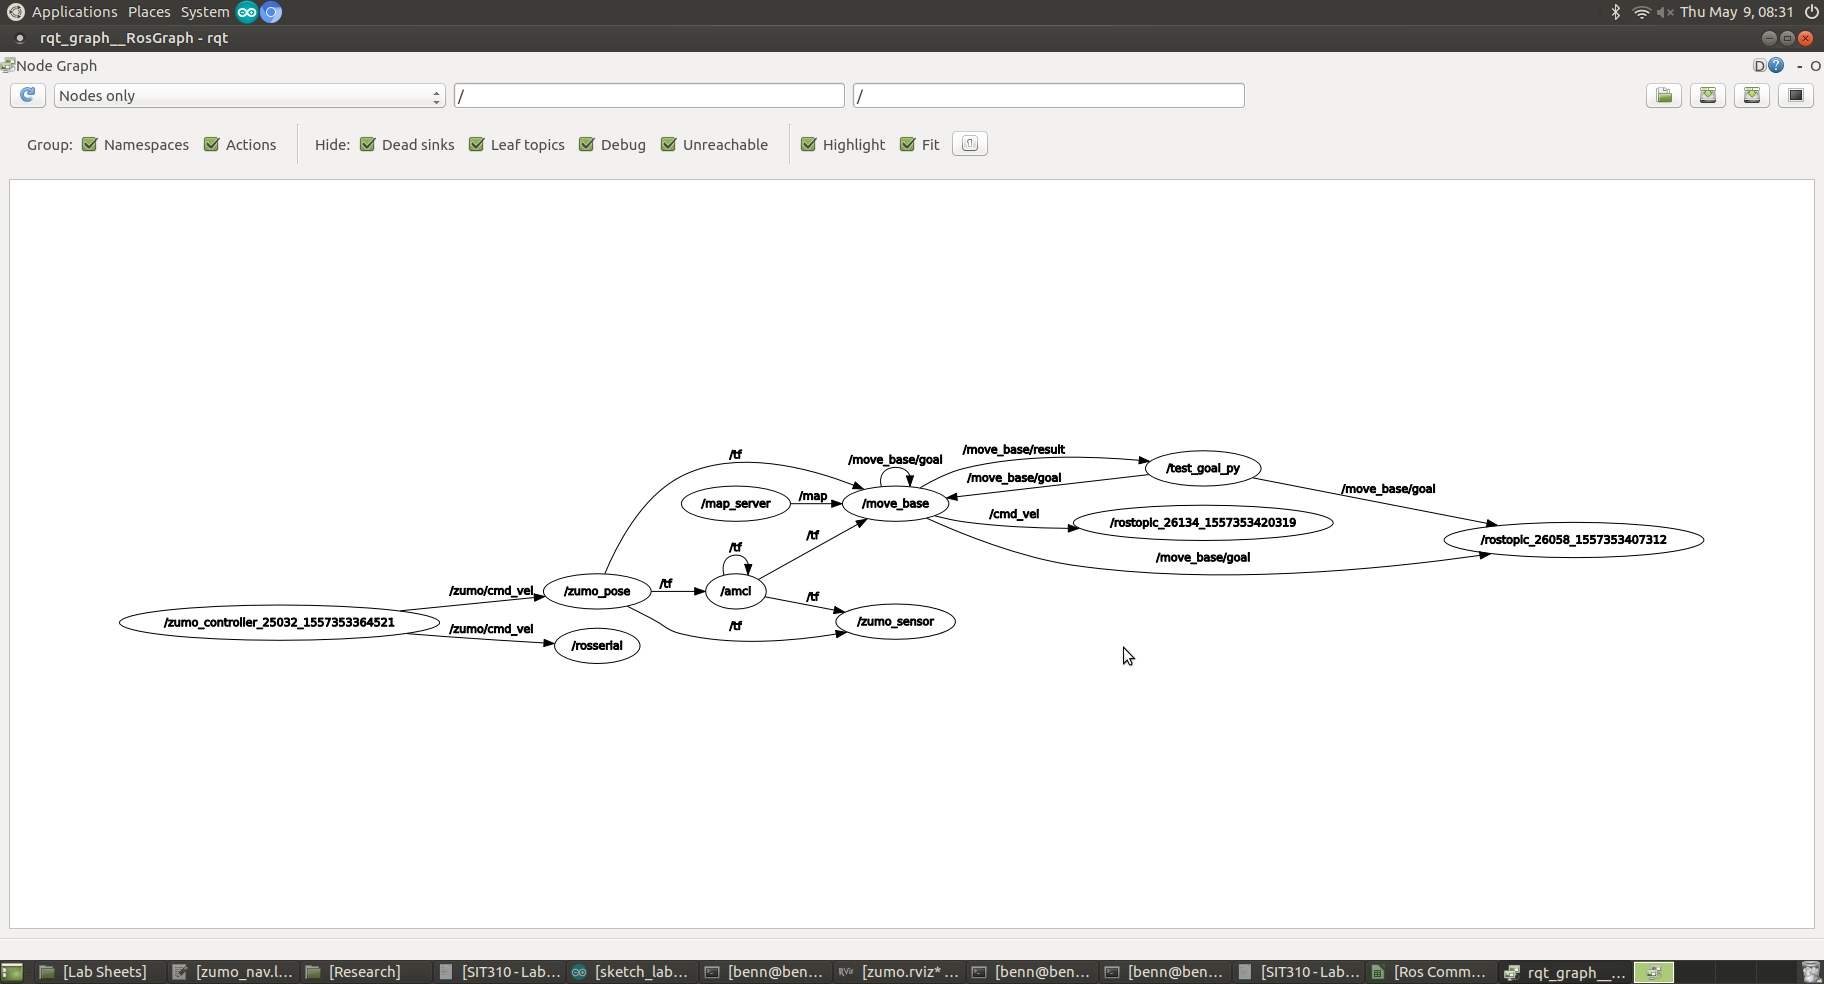 Applications Places System
Thu May 9, 08:31
rqt_graph__RosGraph - rqt
Node Graph
D ? - O
Nodes only
/
/
Group: Namespaces Actions
Hide: Dead sinks Leaf topics Debug Unreachable
Highlight Fit
/tf
/move_base/goal
/move_base/result
/test_goal_py
/move_base/goal
/move_base/goal
/map_server
/map
/move_base
/cmd_vel
/rostopic_26134_1557353420319
/rostopic_26058_1557353407312
/tf
/tf
/move_base/goal
/zumo/cmd_vel
/zumo_pose
/tf
/amcl
/tf
/zumo_controller_25032_1557353364521
/zumo_sensor
/zumo/cmd_vel
/tf
/rosserial
[Lab Sheets]
[zumo_nav.l...
[Research]
[SIT310 - Lab...
[sketch_lab...
[benn@ben...
[zumo.rviz* ...
[benn@ben...
[benn@ben...
[SIT310 - Lab...
[Ros Comm...
rqt_graph__...